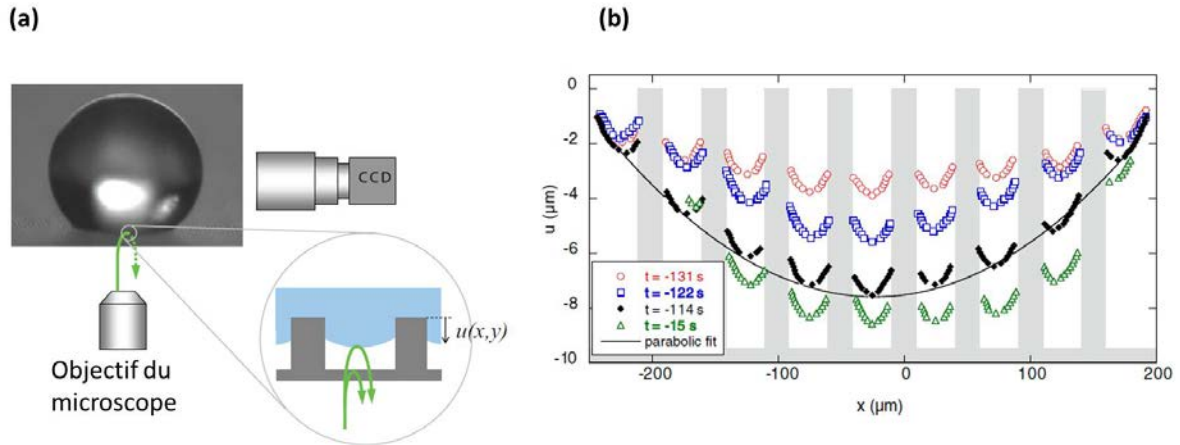 (a)
(b)
CCD
Objectif du
microscope
u(x,y)
0
-2
-4
-6
-8
-10
u (µm)
t = -131 s
t = -122 s
t = -114 s
t = -15 s
parabolic fit
-200
-100
0
100
200
x (µm)